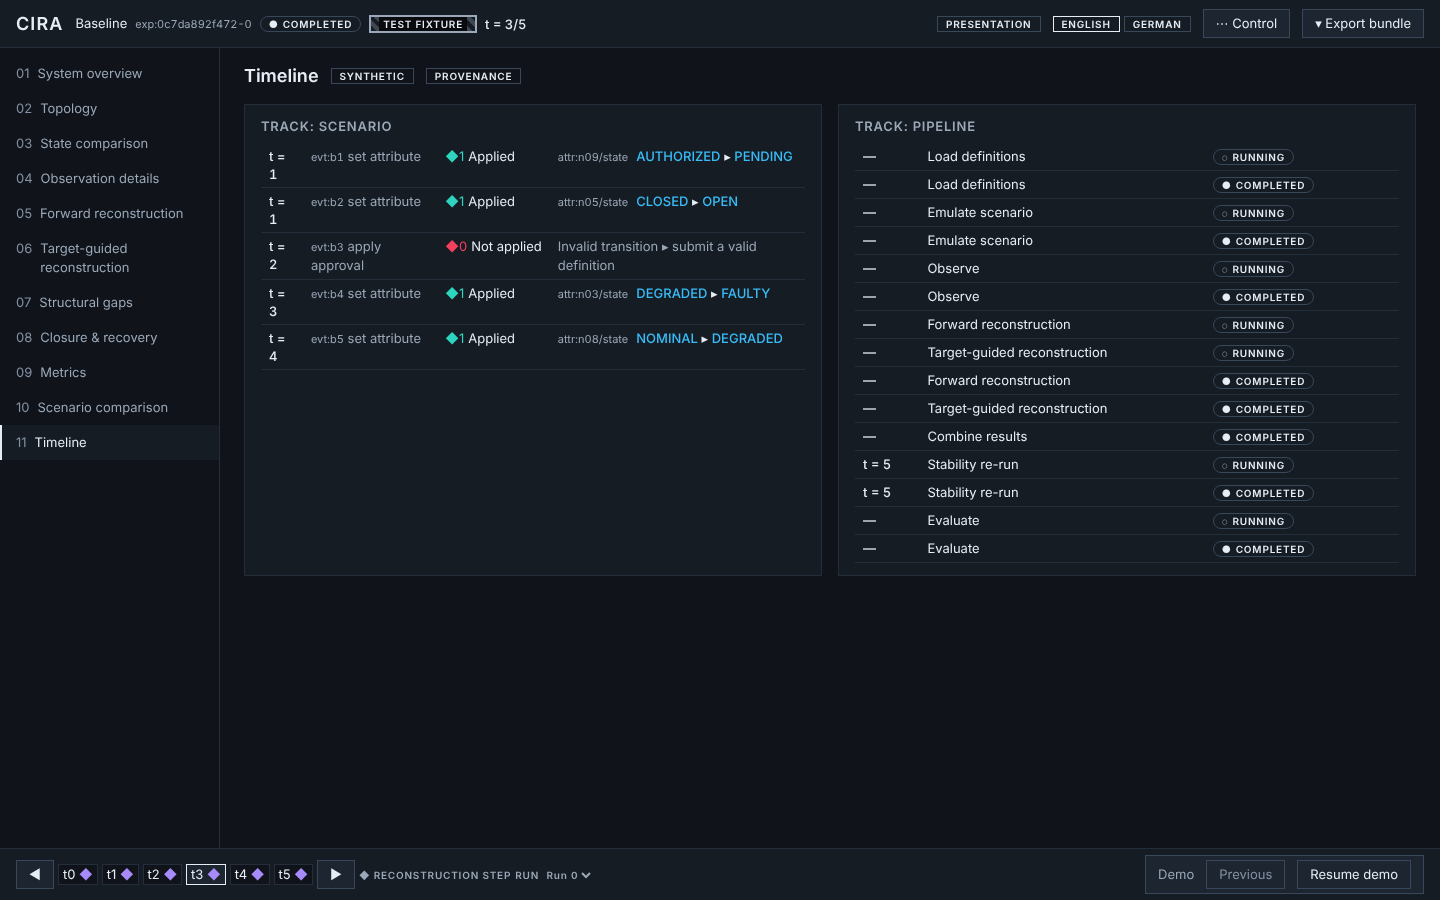 CIRA Baseline exp:0c7da892f472-0 ● COMPLETED TEST FIXTURE t = 3/5 PRESENTATION ENGLISH GERMAN ⋯ Control ▾ Export bundle
01 System overview
02 Topology
03 State comparison
04 Observation details
05 Forward reconstruction
06 Target-guided
reconstruction
07 Structural gaps
08 Closure & recovery
09 Metrics
10 Scenario comparison
11 Timeline
Timeline SYNTHETIC PROVENANCE
TRACK: SCENARIO
t = evt:b1 set attribute ◆1 Applied attr:n09/state AUTHORIZED ▸ PENDING
1
t = evt:b2 set attribute ◆1 Applied attr:n05/state CLOSED ▸ OPEN
1
t = evt:b3 apply ◆0 Not applied Invalid transition ▸ submit a valid
2 approval definition
t = evt:b4 set attribute ◆1 Applied attr:n03/state DEGRADED ▸ FAULTY
3
t = evt:b5 set attribute ◆1 Applied attr:n08/state NOMINAL ▸ DEGRADED
4
TRACK: PIPELINE
— Load definitions ○ RUNNING
— Load definitions ● COMPLETED
— Emulate scenario ○ RUNNING
— Emulate scenario ● COMPLETED
— Observe ○ RUNNING
— Observe ● COMPLETED
— Forward reconstruction ○ RUNNING
— Target-guided reconstruction ○ RUNNING
— Forward reconstruction ● COMPLETED
— Target-guided reconstruction ● COMPLETED
— Combine results ● COMPLETED
t = 5 Stability re-run ○ RUNNING
t = 5 Stability re-run ● COMPLETED
— Evaluate ○ RUNNING
— Evaluate ● COMPLETED
◀ t0 ◆ t1 ◆ t2 ◆ t3 ◆ t4 ◆ t5 ◆ ▶ ◆ RECONSTRUCTION STEP RUN Run 0 Demo Previous Resume demo